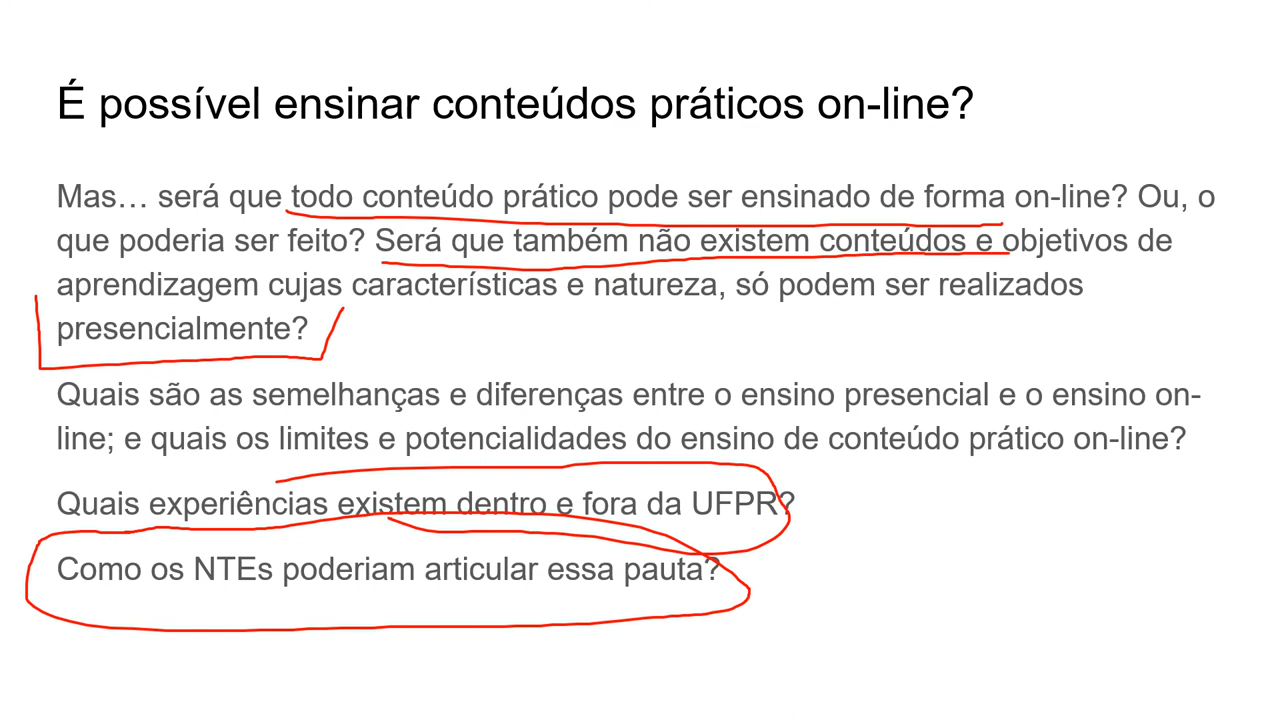 É possível ensinar conteúdos práticos on-line?
Mas… será que todo conteúdo prático pode ser ensinado de forma on-line? Ou, o
que poderia ser feito? Será que também não existem conteúdos e objetivos de
aprendizagem cujas características e natureza, só podem ser realizados
presencialmente?
Quais são as semelhanças e diferenças entre o ensino presencial e o ensino on-
line; e quais os limites e potencialidades do ensino de conteúdo prático on-line?
Quais experiências existem dentro e fora da UFPR?
Como os NTEs poderiam articular essa pauta?